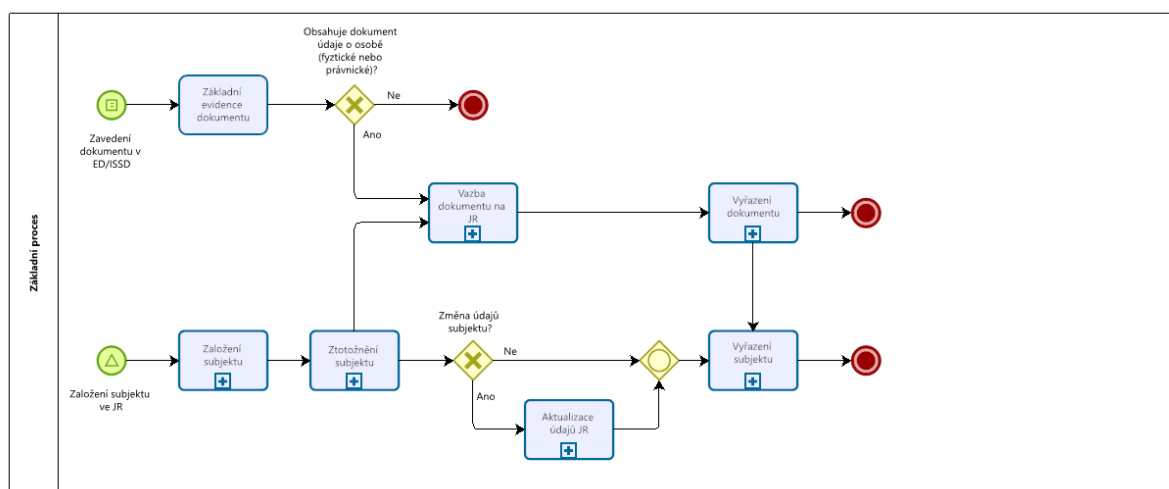 Základní proces
Obsahuje dokument
údaje o osobě
(fyztické nebo
právnické)?
Základní
evidence
dokumentu
Ne
Zavedení
dokumentu v
ED/ISSD
Ano
Vazba
dokumentu na
JR
Vyřazení
dokumentu
Změna údajů
subjektu?
Založení
subjektu
Ztotožnění
subjektu
Ne
Vyřazení
subjektu
Založení subjektu
ve JR
Ano
Aktualizace
údajů JR